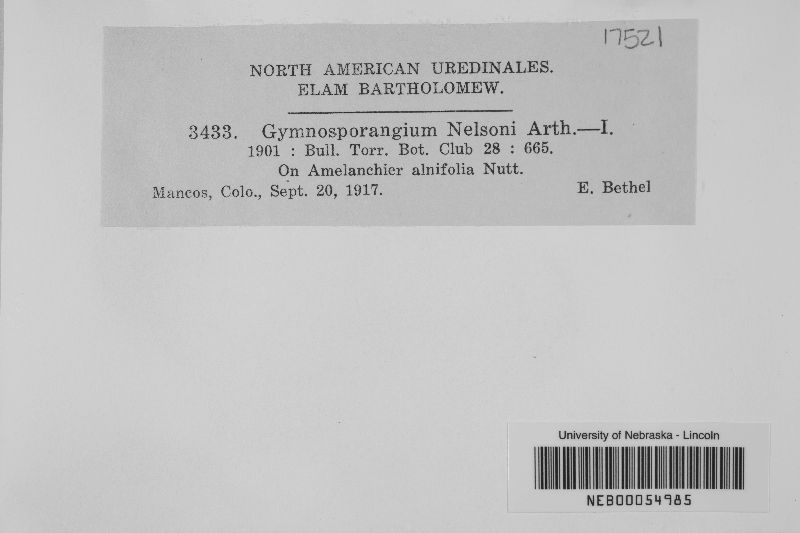 17521
NORTH AMERICAN UREDINALES.
ELAM BARTHOLOMEW.
3433. Gymnosporangium Nelsoni Arth.—I.
1901 : Bull. Torr. Bot. Club 28 : 665.
On Amelanchier alnifolia Nutt.
Mancos, Colo., Sept. 20, 1917. E. Bethel
University of Nebraska - Lincoln
NEB00054985